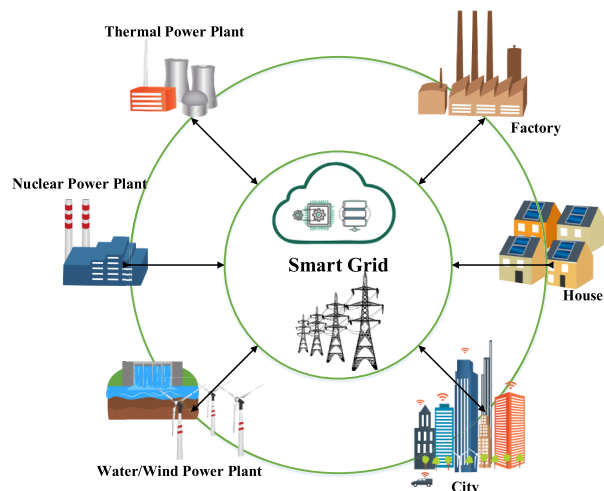 Thermal Power Plant
Factory
Nuclear Power Plant
Smart Grid
House
Water/Wind Power Plant
City